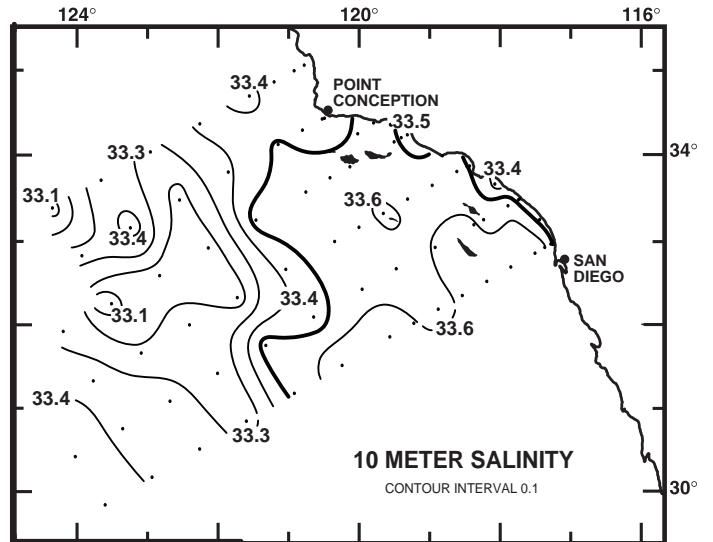 124°
120°
116°
33.4
POINT
CONCEPTION
33.5
33.3
34°
33.4
33.1
33.6
33.4
SAN
DIEGO
33.4
33.1
33.6
33.4
33.3
10 METER SALINITY
CONTOUR INTERVAL 0.1
30°